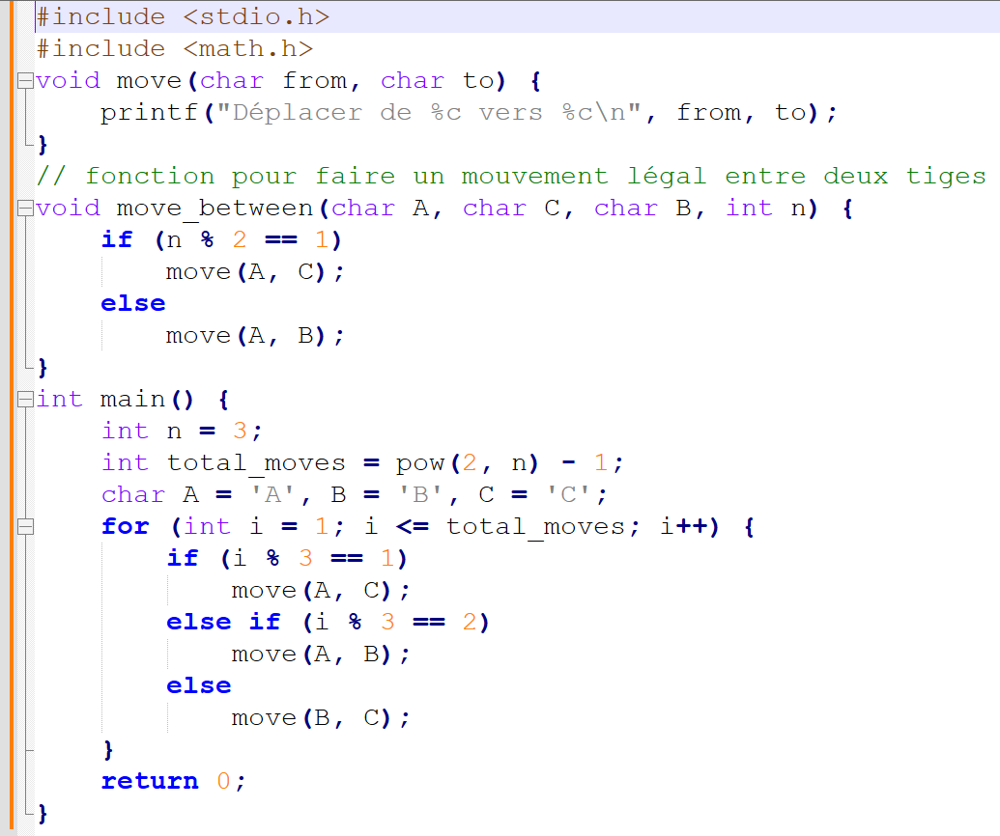 #include <stdio.h>
#include <math.h>
void move(char from, char to) {
    printf("Déplacer de %c vers %c\n", from, to);
}
// fonction pour faire un mouvement légal entre deux tiges
void move_between(char A, char C, char B, int n) {
    if (n % 2 == 1)
        move(A, C);
    else
        move(A, B);
}
int main() {
    int n = 3;
    int total_moves = pow(2, n) - 1;
    char A = 'A', B = 'B', C = 'C';
    for (int i = 1; i <= total_moves; i++) {
        if (i % 3 == 1)
            move(A, C);
        else if (i % 3 == 2)
            move(A, B);
        else
            move(B, C);
    }
    return 0;
}